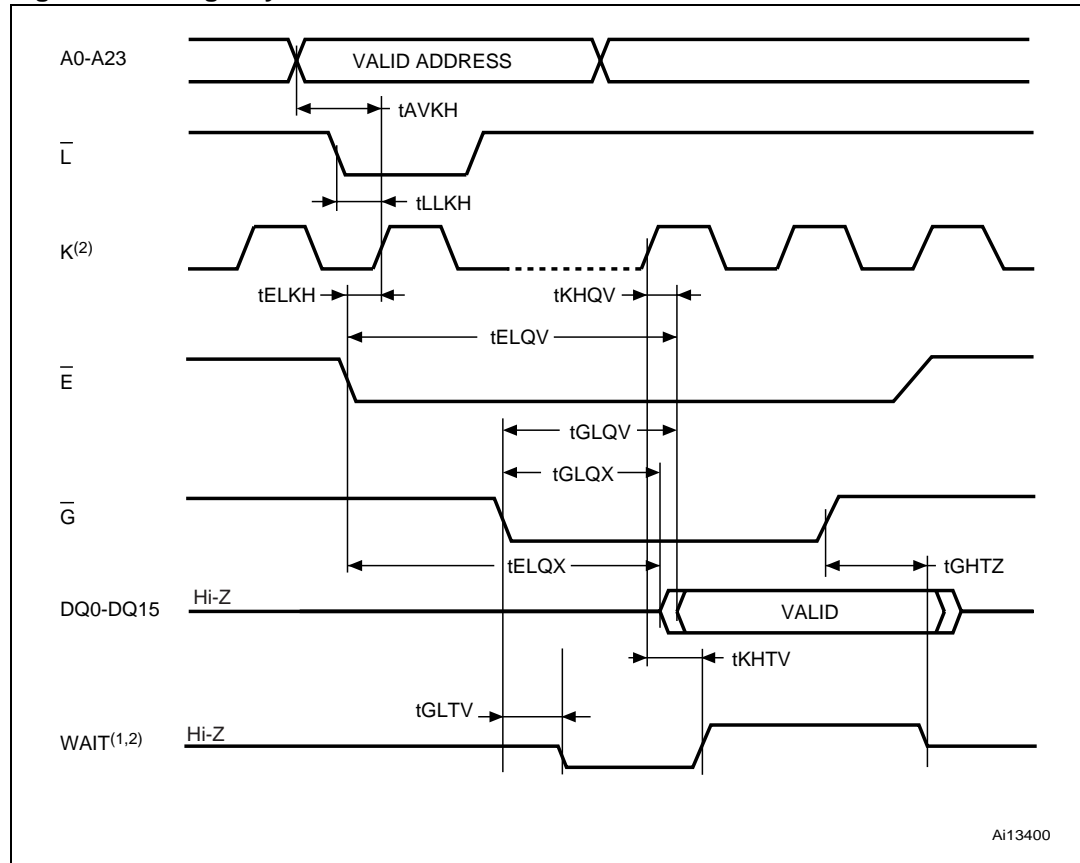 A0-A23
VALID ADDRESS
tAVKH
L
tLLKH
K(2)
tELKH
tKHQV
tELQV
E
tGLQV
tGLQX
G
tELQX
tGHTZ
DQ0-DQ15
Hi-Z
VALID
tKHTV
tGLTV
WAIT(1,2)
Hi-Z
Ai13400